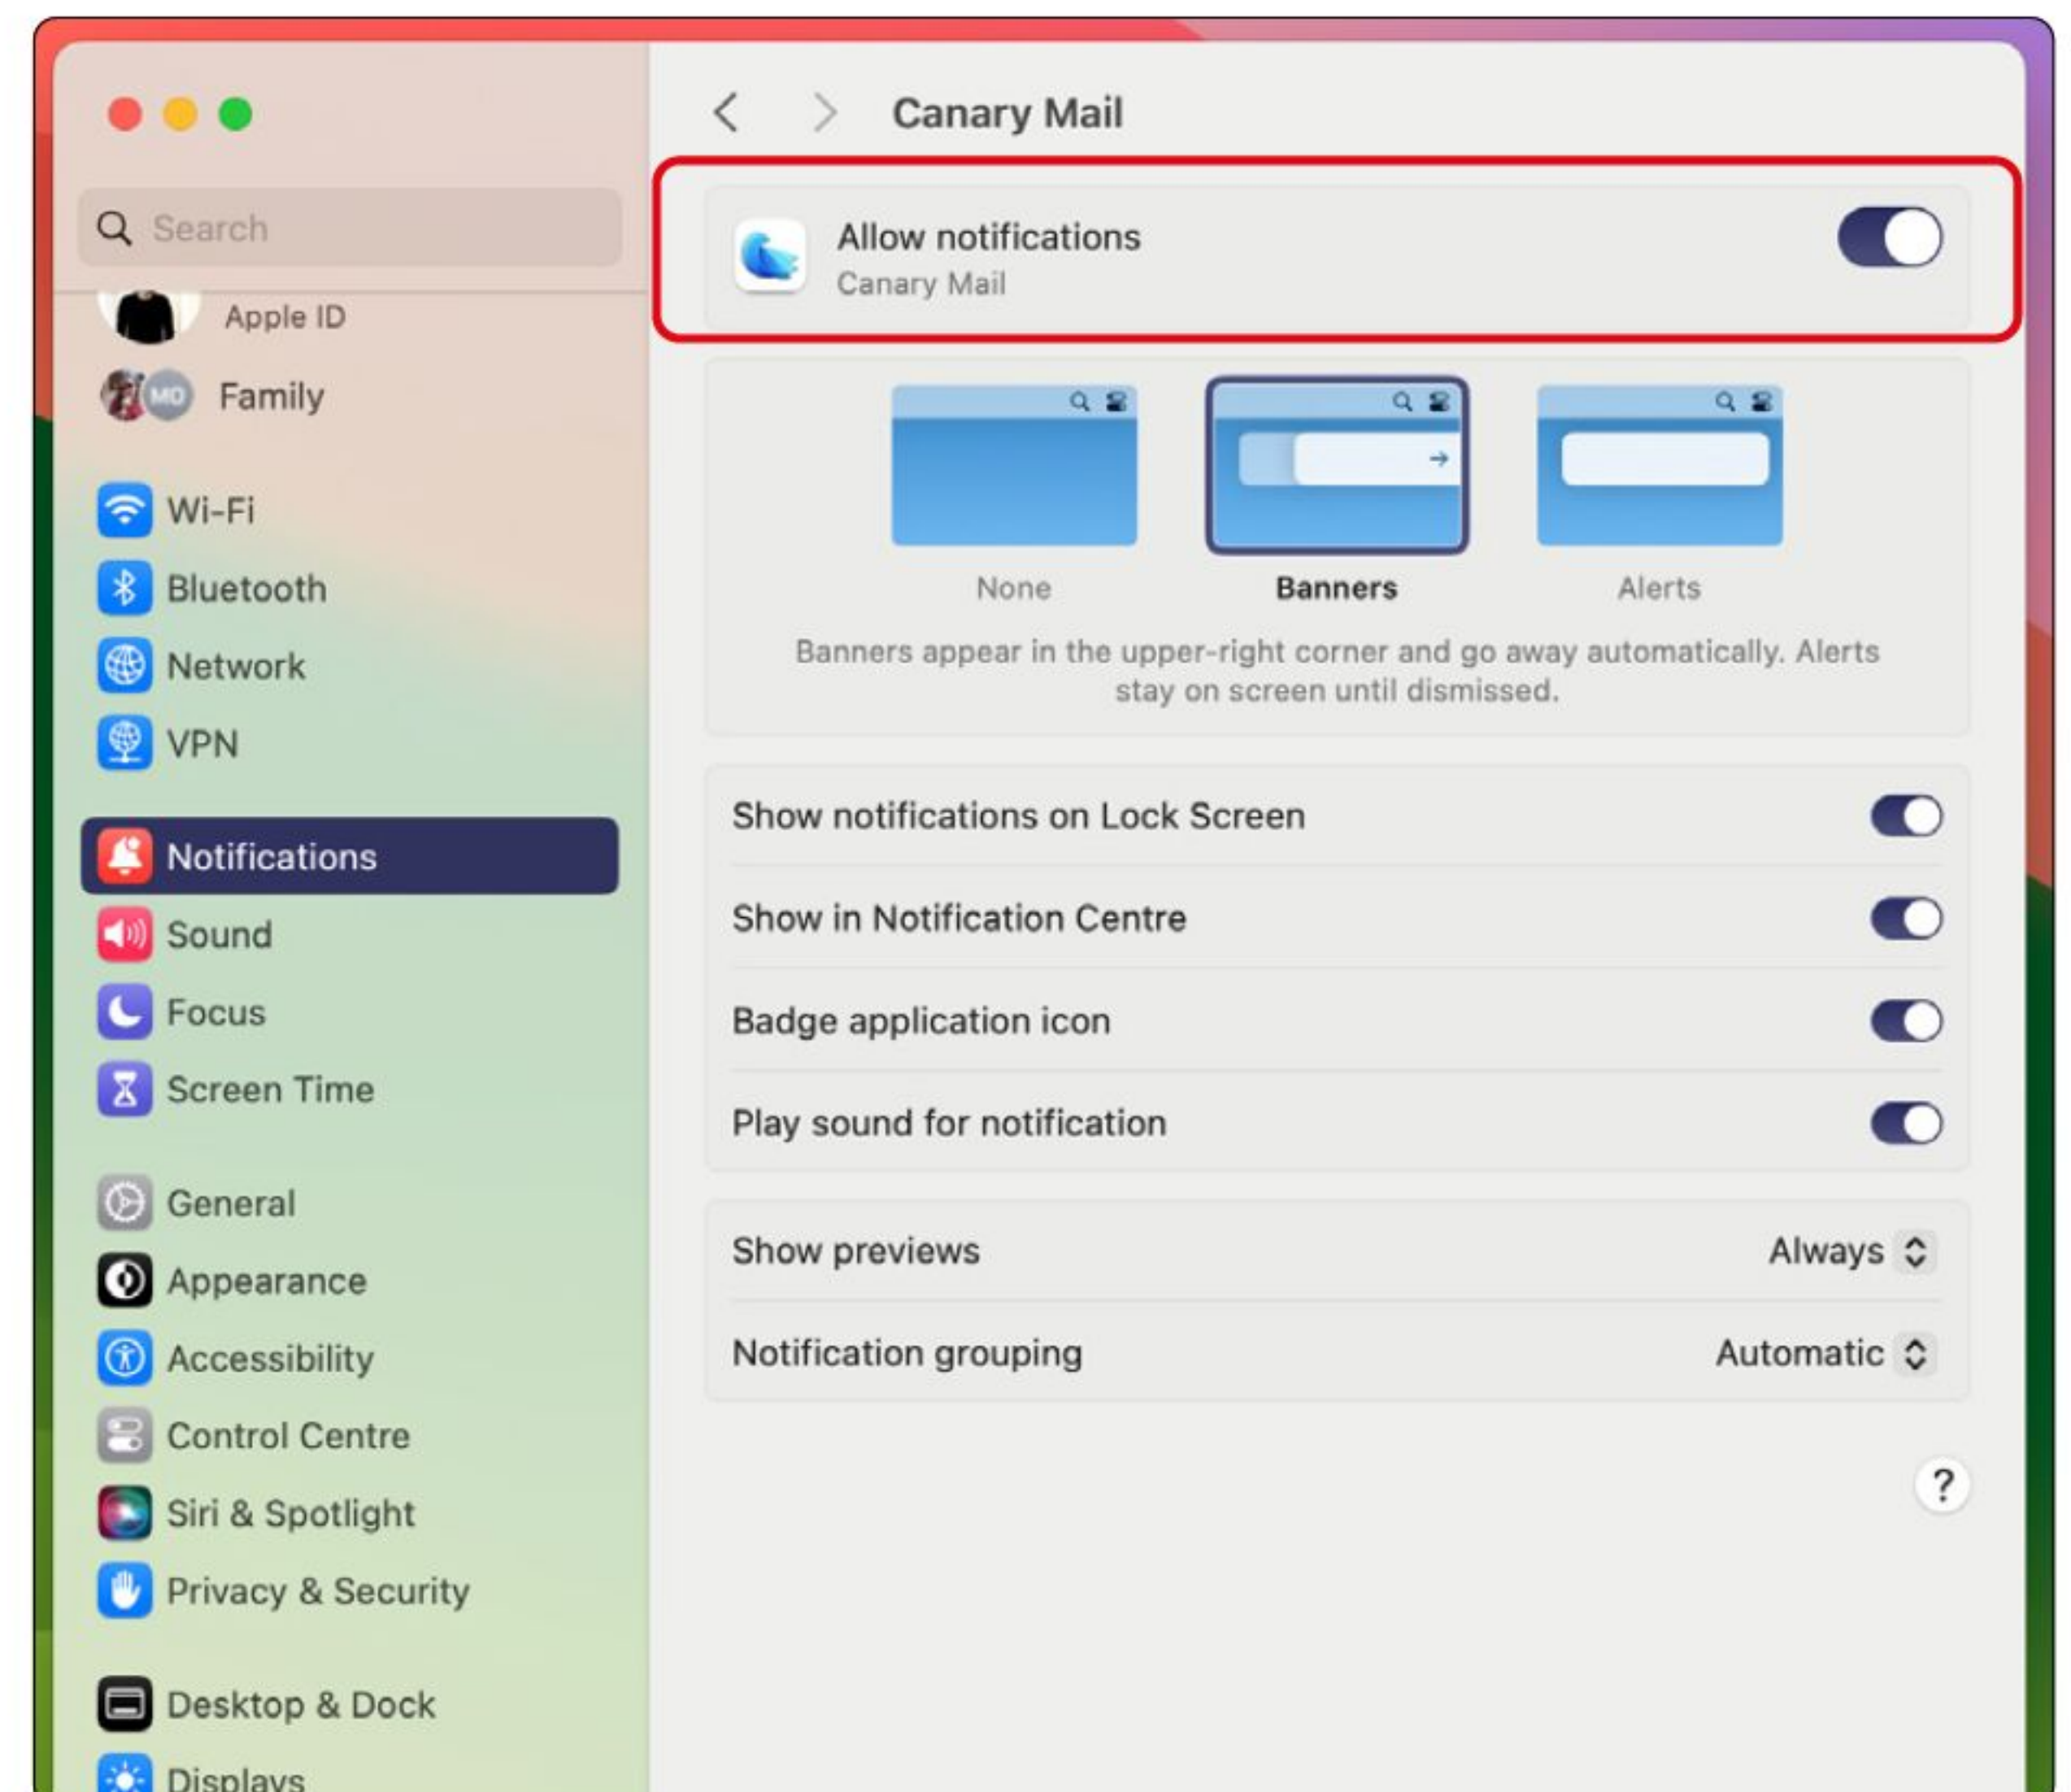 Canary Mail
Search
Apple ID
MD
Family
Wi-Fi
Bluetooth
Network
VPN
Notifications
Sound
Focus
Screen Time
General
Appearance
Accessibility
Control Centre
Siri & Spotlight
Privacy & Security
Desktop & Dock
Displays
Allow notifications
Canary Mail
None
Banners
Alerts
Banners appear in the upper-right corner and go away automatically. Alerts
stay on screen until dismissed.
Show notifications on Lock Screen
Show in Notification Centre
Badge application icon
Play sound for notification
Show previews Always
Notification grouping Automatic
?